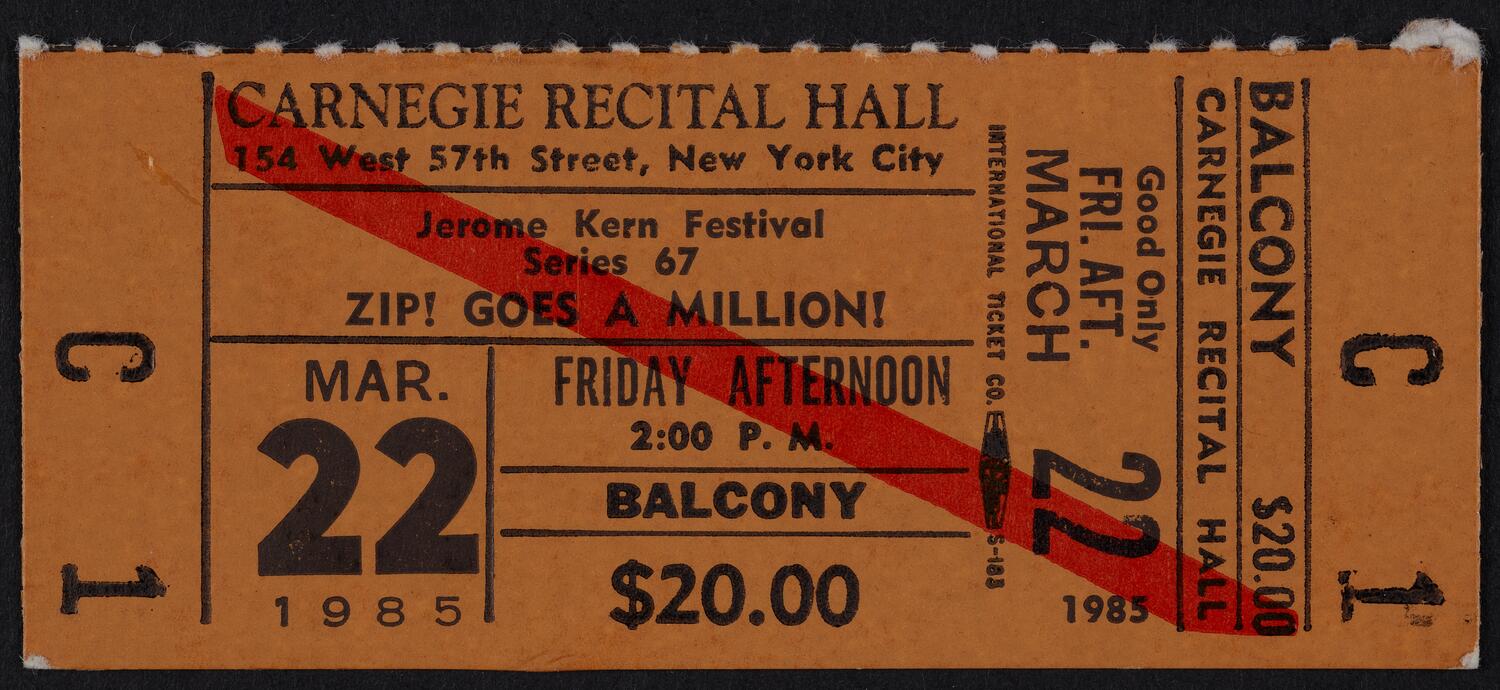 C 1
CARNEGIE RECITAL HALL
154 West 57th Street, New York City
Jerome Kern Festival
Series 67
ZIP! GOES A MILLION!
MAR.
22
1985
FRIDAY AFTERNOON
2:00 P. M.
BALCONY
$20.00
INTERNATIONAL TICKET CO. S-183
Good Only
FRI. AFT.
MARCH 22
1985
BALCONY $20.00
CARNEGIE RECITAL HALL
C 1